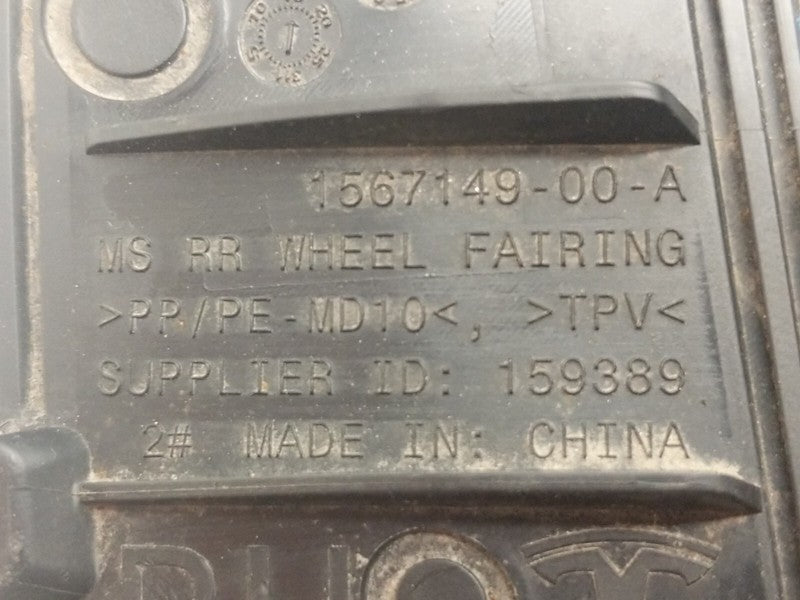 1567149-00-A
MS RR WHEEL FAIRING
>PP/PE-MD10<, >TPV<
SUPPLIER ID: 159389
2# MADE IN: CHINA